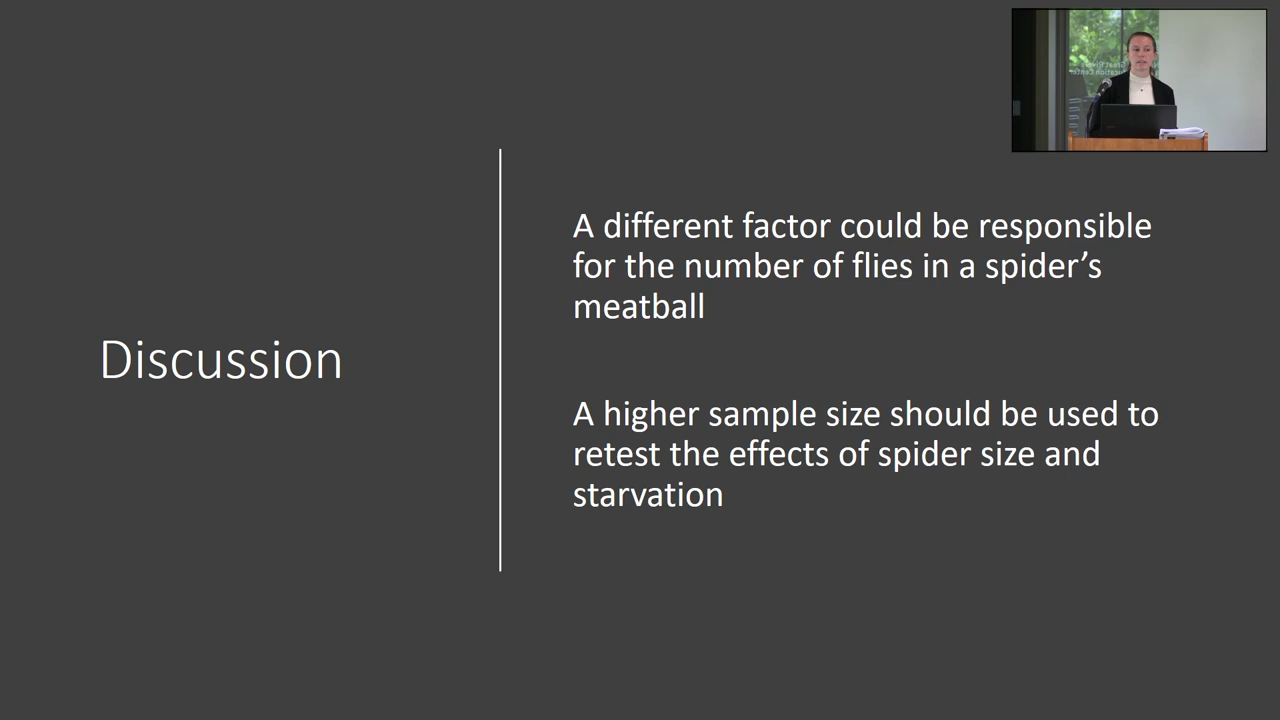 Discussion
A different factor could be responsible
for the number of flies in a spider’s
meatball
A higher sample size should be used to
retest the effects of spider size and
starvation